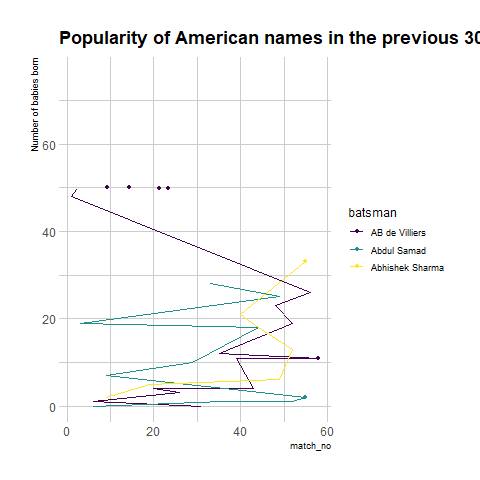 Popularity of American names in the previous 30
Number of babies born
60
40
20
0
0 20 40 60
match_no
batsman
AB de Villiers
Abdul Samad
Abhishek Sharma